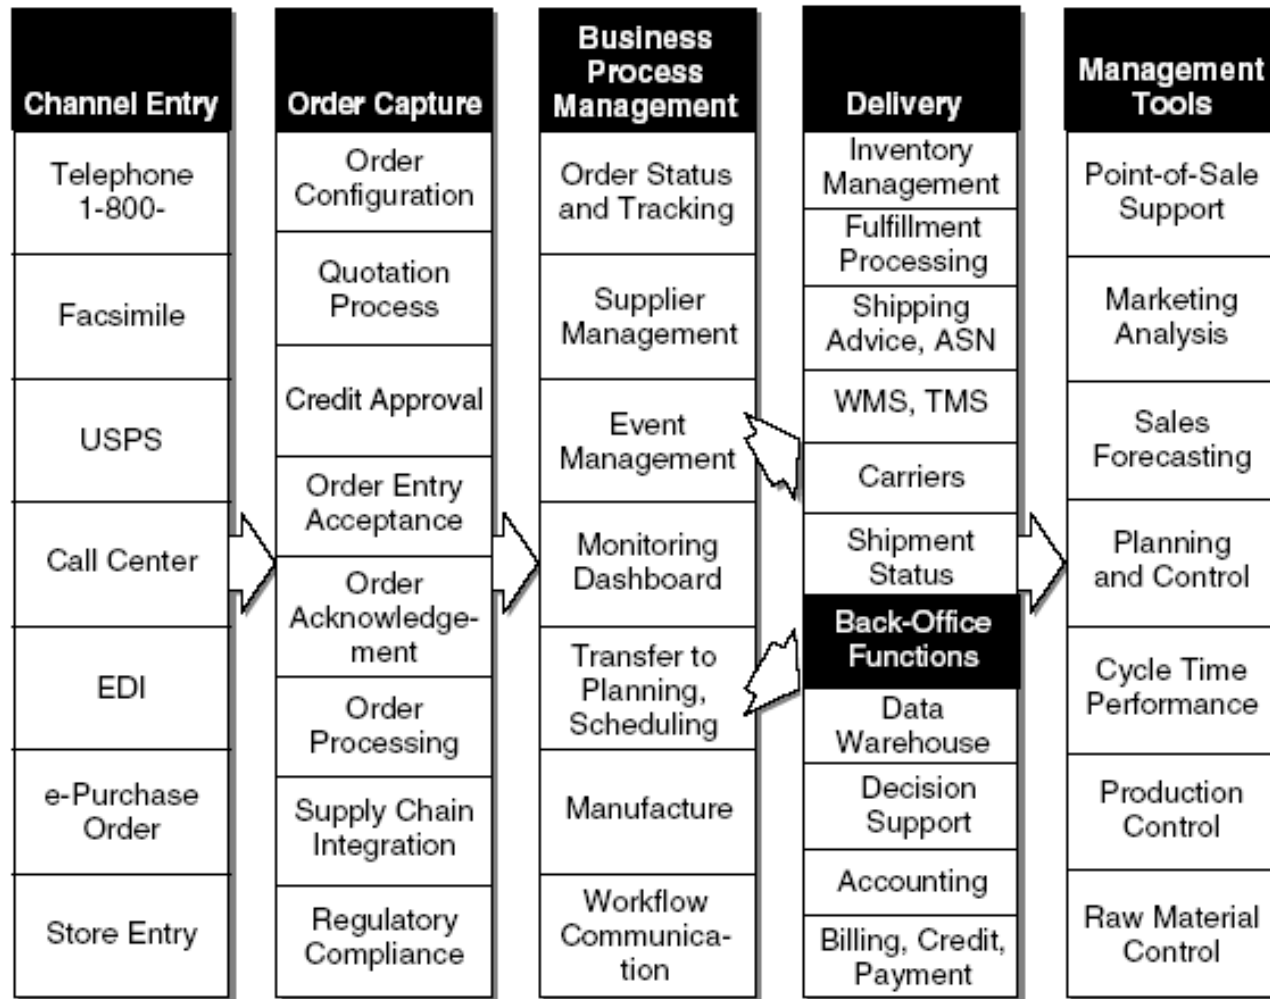 Channel Entry
Telephone
1-800-
Facsimile
USPS
Call Center
EDI
e-Purchase
Order
Store Entry
Order Capture
Order
Configuration
Quotation
Process
Credit Approval
Order Entry
Acceptance
Order
Acknowledge-
ment
Order
Processing
Supply Chain
Integration
Regulatory
Compliance
Business
Process
Management
Order Status
and Tracking
Supplier
Management
Event
Management
Monitoring
Dashboard
Transfer to
Planning,
Scheduling
Manufacture
Workflow
Communica-
tion
Delivery
Inventory
Management
Fulfillment
Processing
Shipping
Advice, ASN
WMS, TMS
Carriers
Shipment
Status
Back-Office
Functions
Data
Warehouse
Decision
Support
Accounting
Billing, Credit,
Payment
Management
Tools
Point-of-Sale
Support
Marketing
Analysis
Sales
Forecasting
Planning
and Control
Cycle Time
Performance
Production
Control
Raw Material
Control